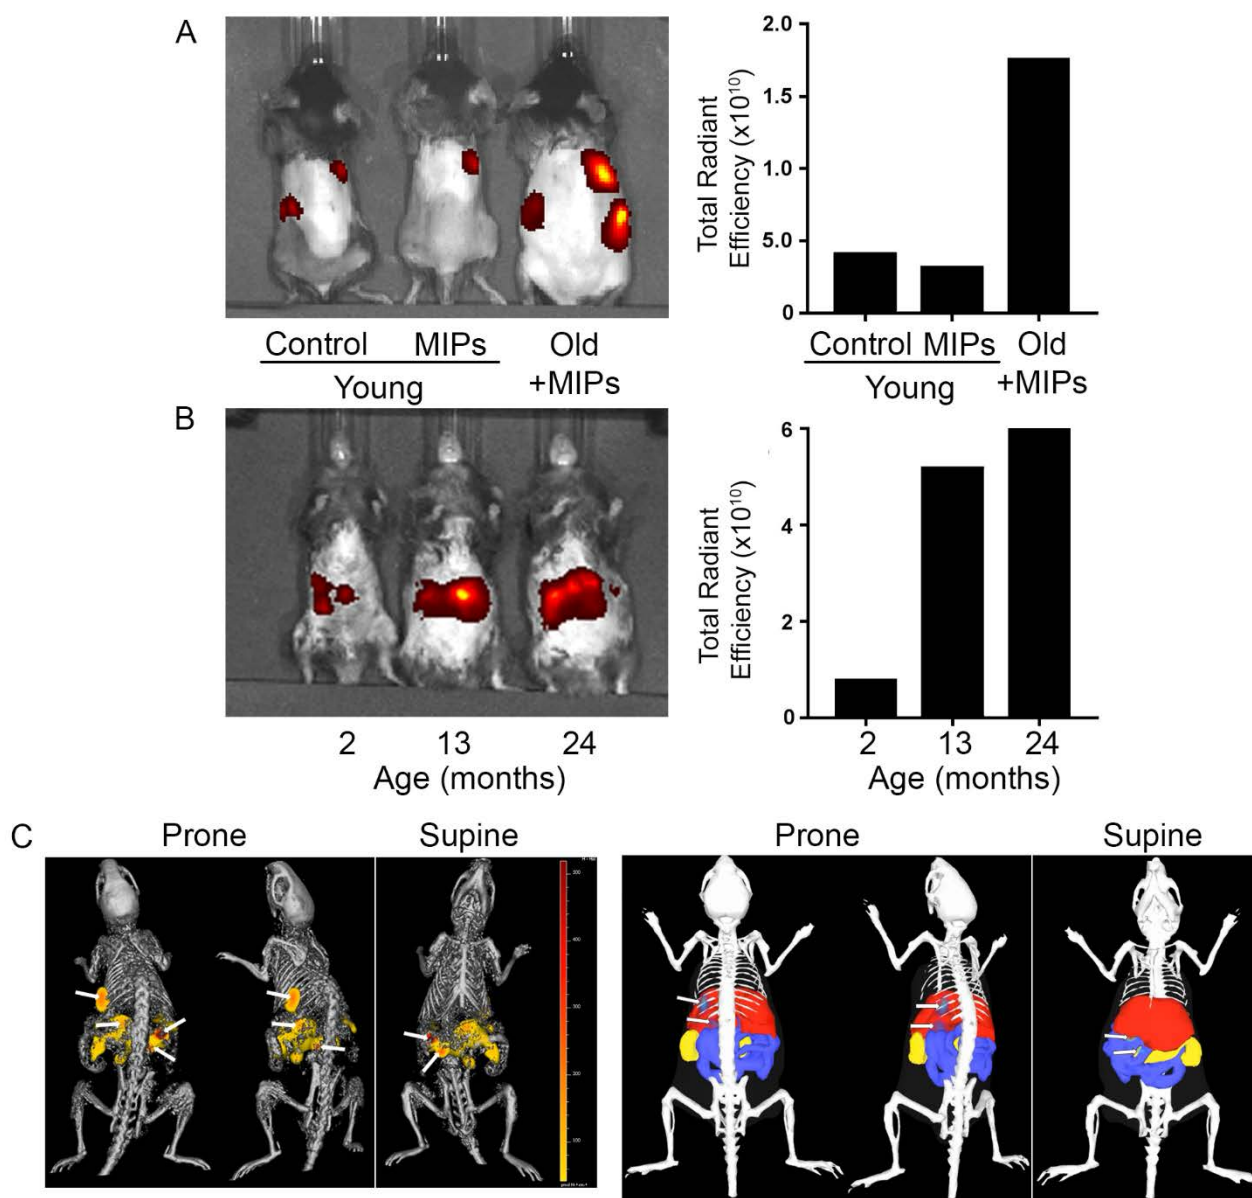 A
Total Radiant
Efficiency (x10¹⁰)
2.0
1.5
1.0
5.0
0
Control MIPs Old
Young +MIPs
Control MIPs Old
Young +MIPs
B
Total Radiant
Efficiency (x10¹⁰)
6
4
2
0
2 13 24
Age (months)
2 13 24
Age (months)
C
Prone Supine
Prone Supine